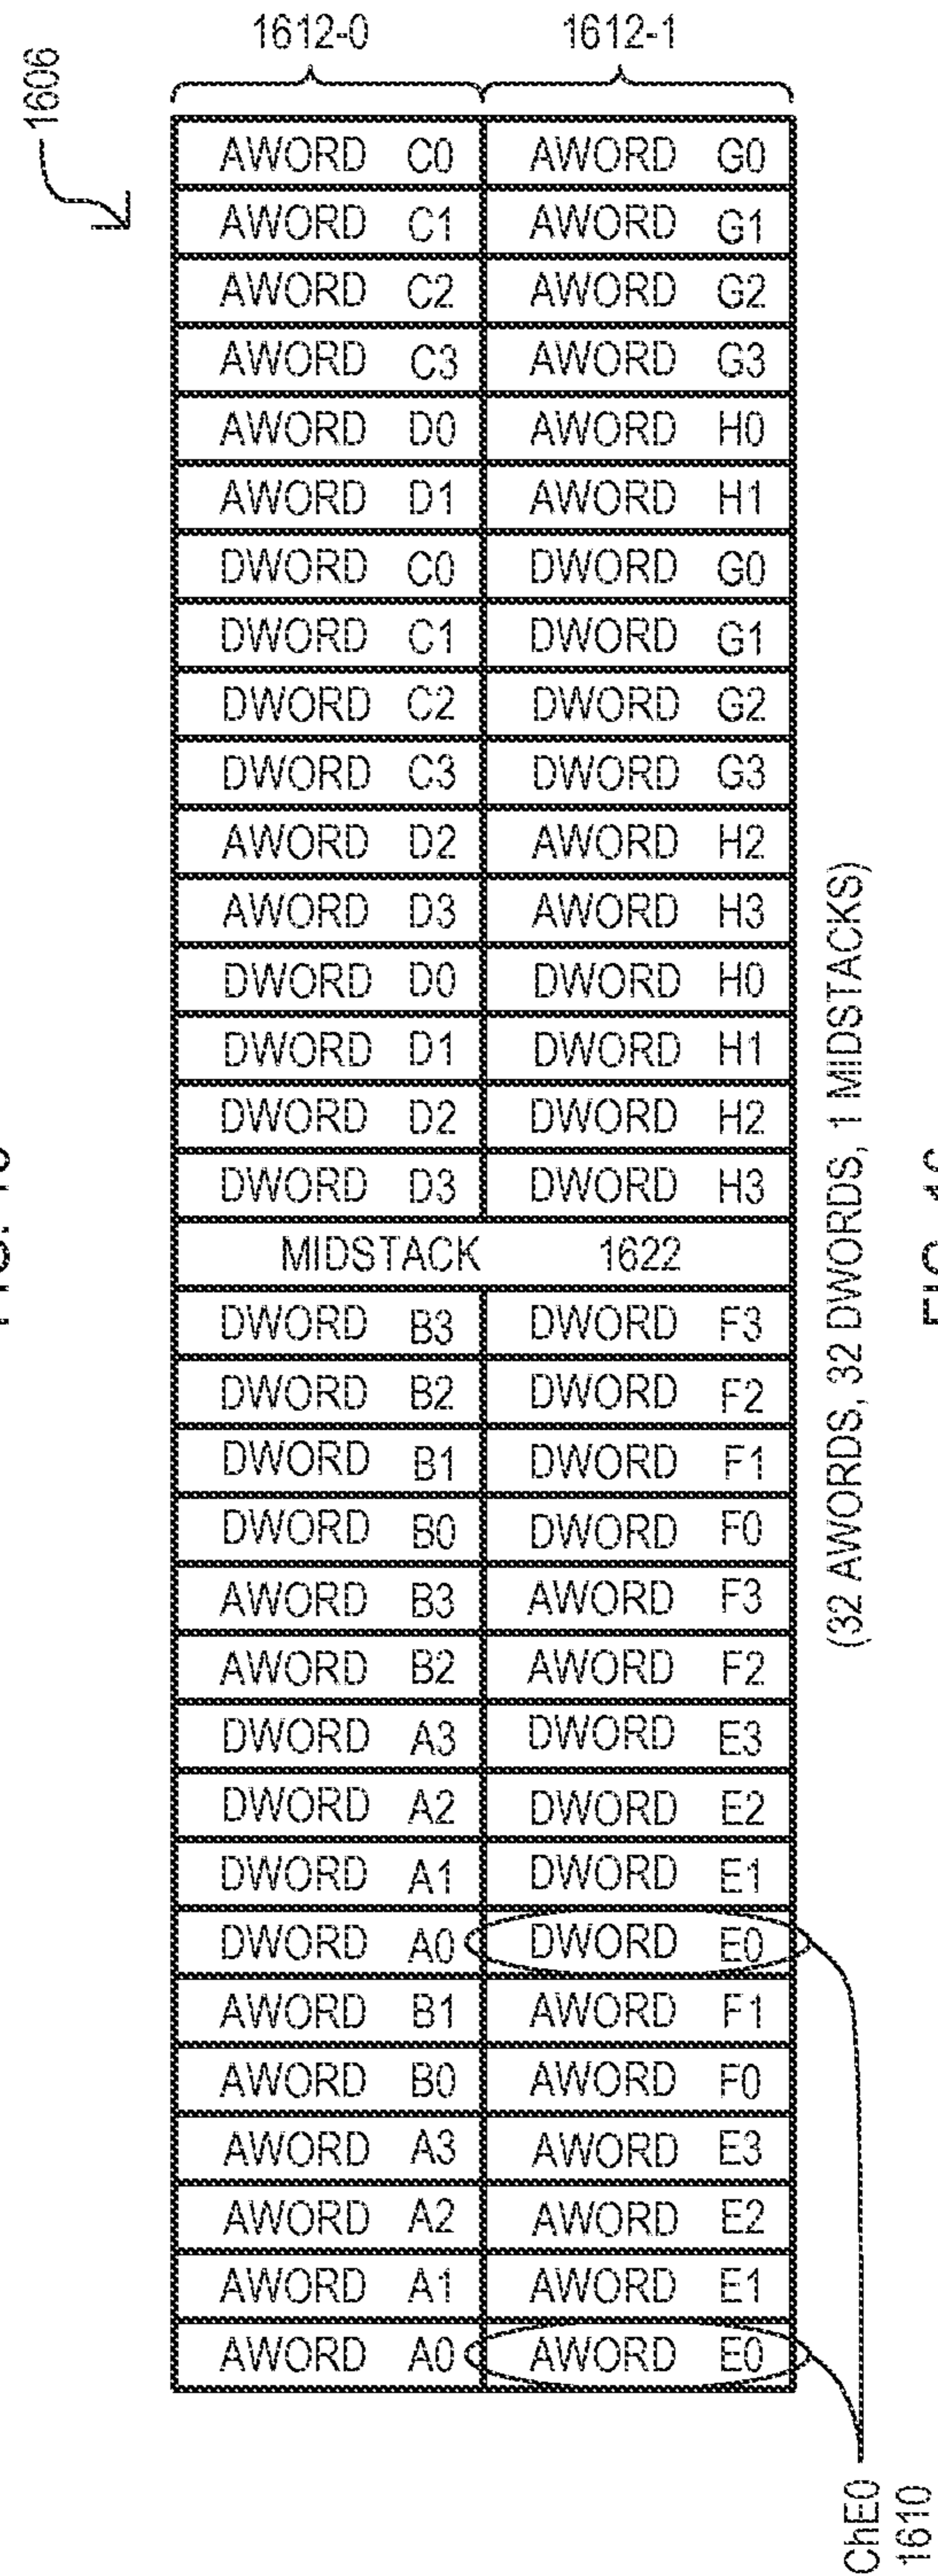 1606
1612-0 1612-1
AWORD C0 AWORD G0
AWORD C1 AWORD G1
AWORD C2 AWORD G2
AWORD C3 AWORD G3
AWORD D0 AWORD H0
AWORD D1 AWORD H1
DWORD C0 DWORD G0
DWORD C1 DWORD G1
DWORD C2 DWORD G2
DWORD C3 DWORD G3
AWORD D2 AWORD H2
AWORD D3 AWORD H3
DWORD D0 DWORD H0
DWORD D1 DWORD H1
DWORD D2 DWORD H2
DWORD D3 DWORD H3
MIDSTACK 1622
DWORD B3 DWORD F3
DWORD B2 DWORD F2
DWORD B1 DWORD F1
DWORD B0 DWORD F0
AWORD B3 AWORD F3
AWORD B2 AWORD F2
DWORD A3 DWORD E3
DWORD A2 DWORD E2
DWORD A1 DWORD E1
DWORD A0 DWORD E0
AWORD B1 AWORD F1
AWORD B0 AWORD F0
AWORD A3 AWORD E3
AWORD A2 AWORD E2
AWORD A1 AWORD E1
AWORD A0 AWORD E0
(32 AWORDS, 32 DWORDS, 1 MIDSTACKS)
ChE0
1610